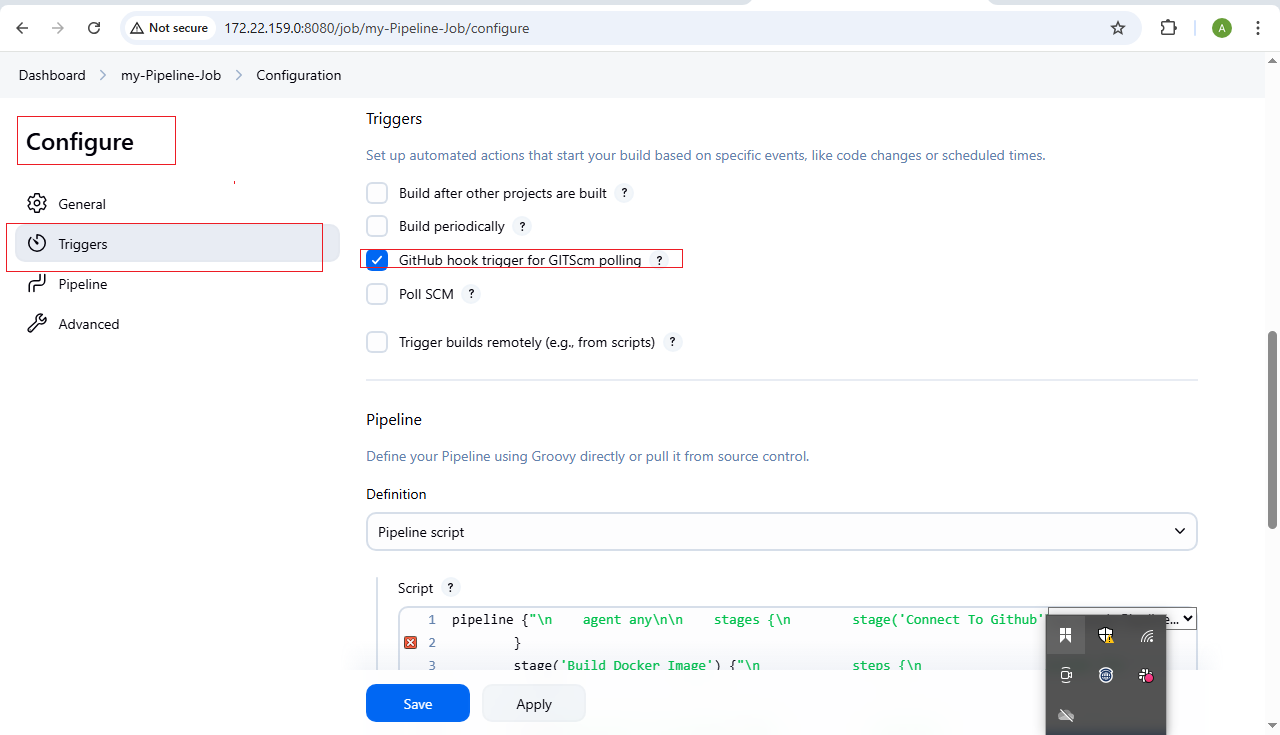 Not secure 172.22.159.0:8080/job/my-Pipeline-Job/configure A
Dashboard my-Pipeline-Job Configuration
Configure
General
Triggers
Pipeline
Advanced
Triggers
Set up automated actions that start your build based on specific events, like code changes or scheduled times.
Build after other projects are built ?
Build periodically ?
GitHub hook trigger for GITScm polling ?
Poll SCM ?
Trigger builds remotely (e.g., from scripts) ?
Pipeline
Define your Pipeline using Groovy directly or pull it from source control.
Definition
Pipeline script
Script ?
1 pipeline {"\n    agent any\n\n    stages {\n        stage('Connect To Github'
2         }
3         stage('Build Docker Image') {"\n            steps {\n
Save Apply